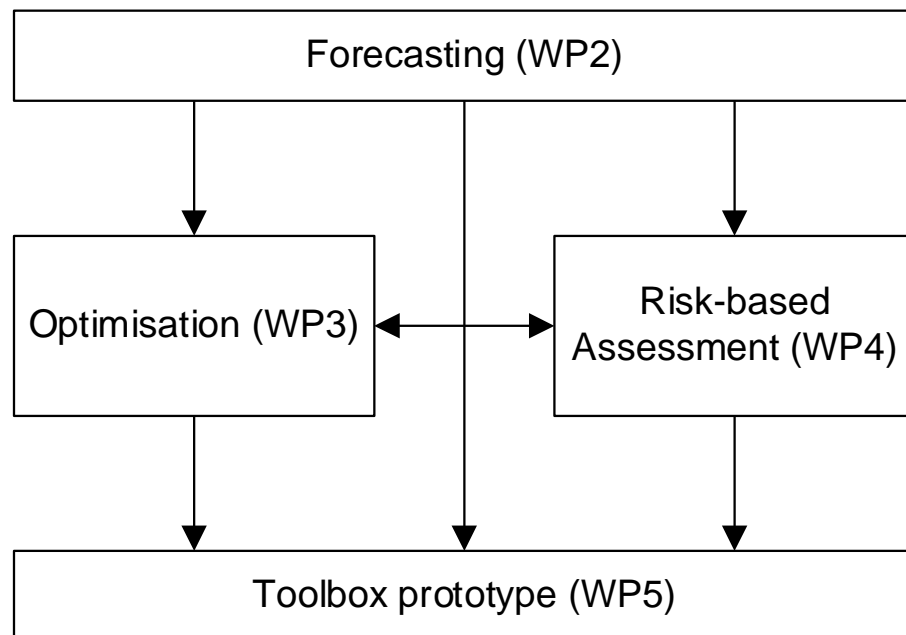 Forecasting (WP2)
Optimisation (WP3)
Risk-based
Assessment (WP4)
Toolbox prototype (WP5)